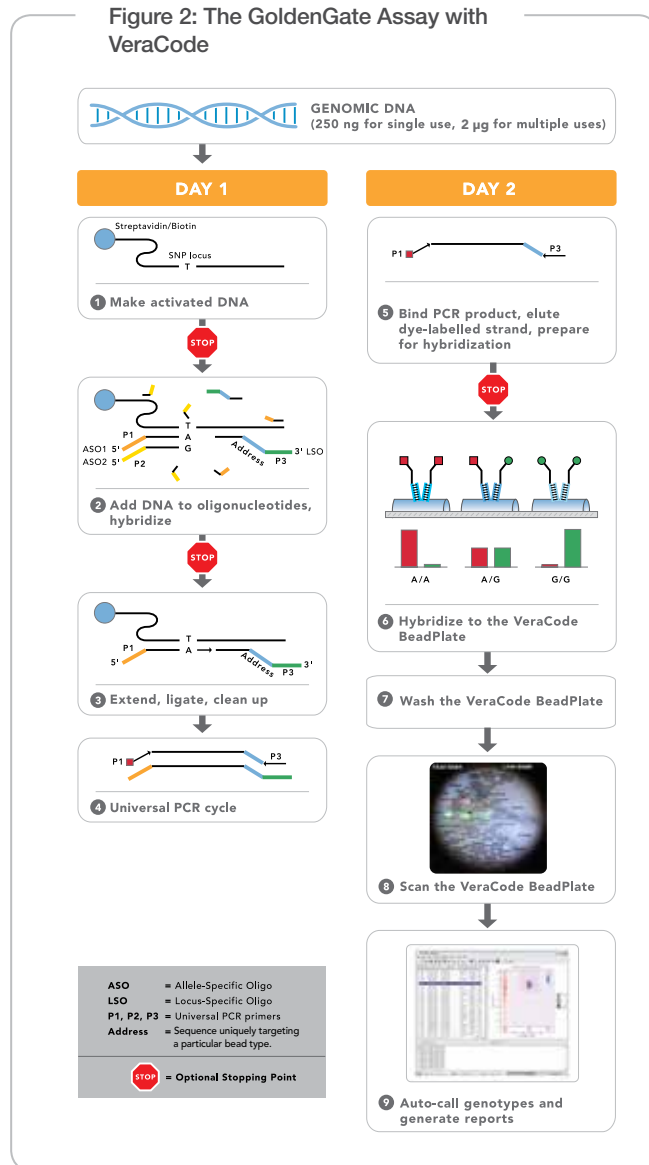 Figure 2: The GoldenGate Assay with
VeraCode
GENOMIC DNA
(250 ng for single use, 2 µg for multiple uses)
DAY 1
Streptavidin/Biotin
SNP locus
T
1 Make activated DNA
STOP
T
P1
A
ASO1 5'
G
ASO2 5'
P2
Address
P3
3' LSO
2 Add DNA to oligonucleotides,
hybridize
STOP
T
P1
A
5'
Address
P3
3'
3 Extend, ligate, clean up
P1
P3
4 Universal PCR cycle
ASO = Allele-Specific Oligo
LSO = Locus-Specific Oligo
P1, P2, P3 = Universal PCR primers
Address = Sequence uniquely targeting
a particular bead type.
STOP = Optional Stopping Point
DAY 2
P1
P3
5 Bind PCR product, elute
dye-labelled strand, prepare
for hybridization
STOP
A/A A/G G/G
6 Hybridize to the VeraCode
BeadPlate
7 Wash the VeraCode BeadPlate
8 Scan the VeraCode BeadPlate
9 Auto-call genotypes and
generate reports